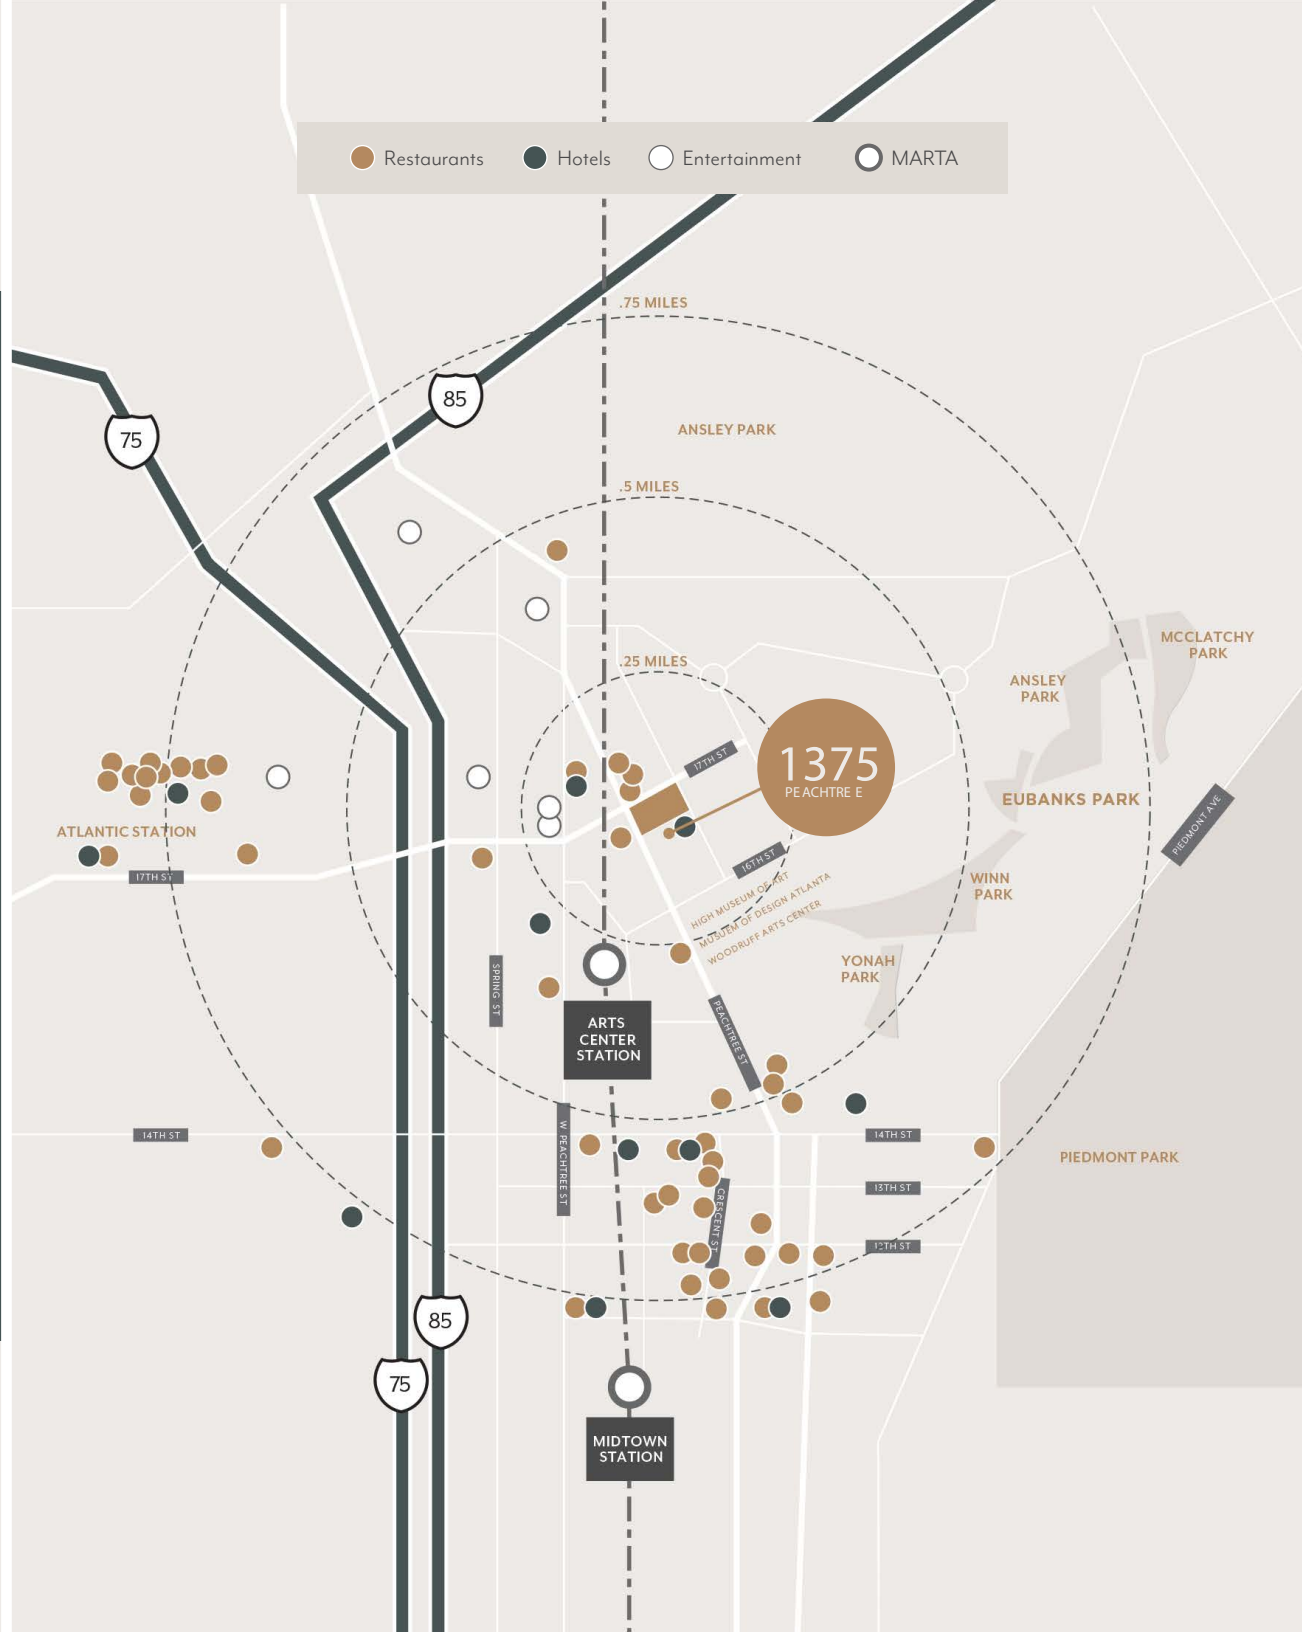 Restaurants
Hotels
Entertainment
MARTA
.75 MILES
85
ANSLEY PARK
75
.5 MILES
MCCLATCHY
PARK
.25 MILES
ANSLEY
PARK
17TH ST
1375
PEACHTRE E
EUBANKS PARK
PIEDMONT AVE
ATLANTIC STATION
16TH ST
17TH ST
HIGH MUSEUM OF ART
MUSUEM OF DESIGN ATLANTA
WOODRUFF ARTS CENTER
WINN
PARK
YONAH
PARK
SPRING ST
ARTS
CENTER
STATION
PEACHTREE ST
14TH ST
W PEACHTREE ST
14TH ST
PIEDMONT PARK
13TH ST
CRESCENT ST
12TH ST
85
75
MIDTOWN
STATION